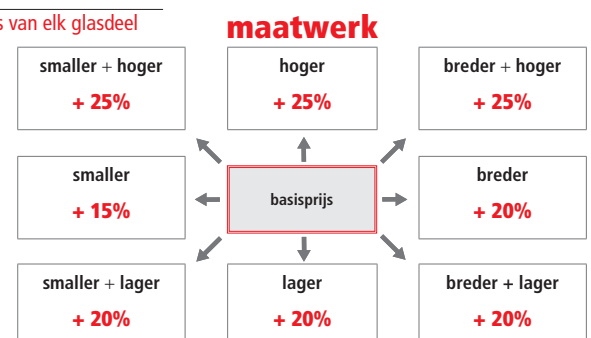 van elk glasdeel
maatwerk
smaller + hoger
+ 25%
hoger
+ 25%
breder + hoger
+ 25%
smaller
+ 15%
basisprijs
breder
+ 20%
smaller + lager
+ 20%
lager
+ 20%
breder + lager
+ 20%